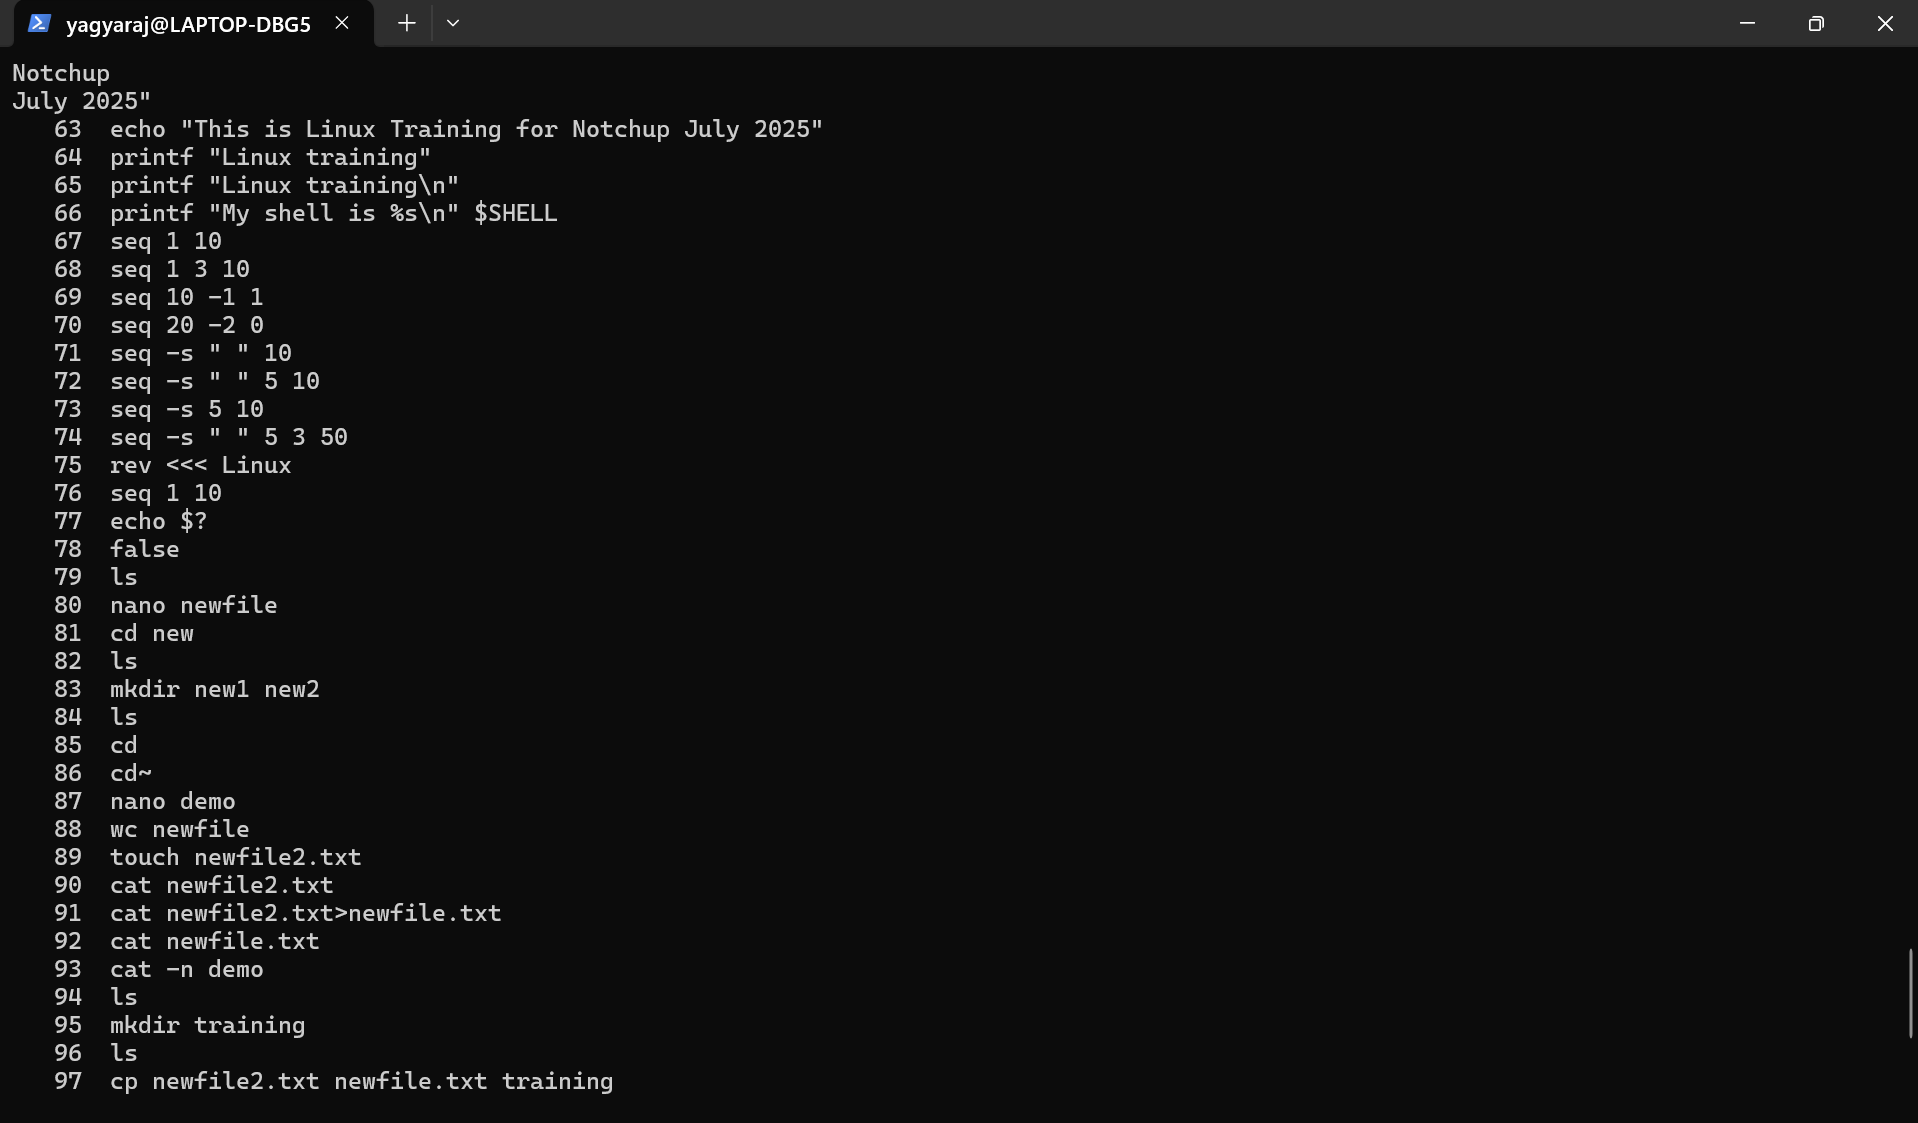 yagyaraj@LAPTOP-DBG5
Notchup
July 2025"
63 echo "This is Linux Training for Notchup July 2025"
64 printf "Linux training"
65 printf "Linux training\n"
66 printf "My shell is %s\n" $SHELL
67 seq 1 10
68 seq 1 3 10
69 seq 10 -1 1
70 seq 20 -2 0
71 seq -s " " 10
72 seq -s " " 5 10
73 seq -s 5 10
74 seq -s " " 5 3 50
75 rev <<< Linux
76 seq 1 10
77 echo $?
78 false
79 ls
80 nano newfile
81 cd new
82 ls
83 mkdir new1 new2
84 ls
85 cd
86 cd~
87 nano demo
88 wc newfile
89 touch newfile2.txt
90 cat newfile2.txt
91 cat newfile2.txt>newfile.txt
92 cat newfile.txt
93 cat -n demo
94 ls
95 mkdir training
96 ls
97 cp newfile2.txt newfile.txt training